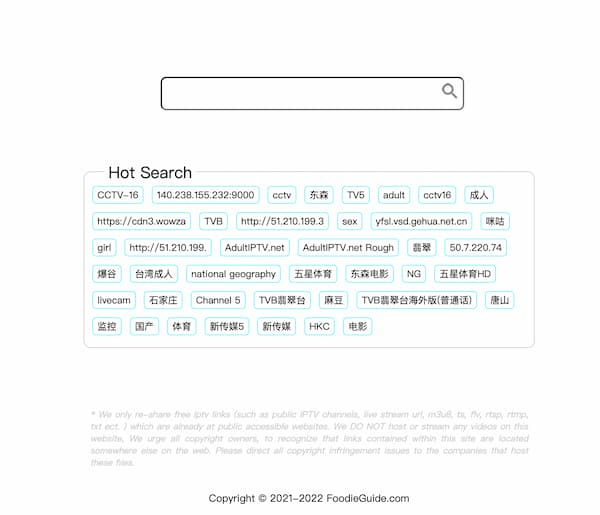 Hot Search
CCTV-16 140.238.155.232:9000 cctv 东森 TV5 adult cctv16 成人
https://cdn3.wowza TVB http://51.210.199.3 sex yfsl.vsd.gehua.net.cn 咪咕
girl http://51.210.199. AdultIPTV.net AdultIPTV.net Rough 翡翠 50.7.220.74
爆谷 台湾成人 national geography 五星体育 东森电影 NG 五星体育HD
livecam 石家庄 Channel 5 TVB翡翠台 麻豆 TVB翡翠台海外版(普通话) 唐山
监控 国产 体育 新传媒5 新传媒 HKC 电影
* We only re-share free iptv links (such as public IPTV channels, live stream url, m3u8, ts, flv, rtsp, rtmp,
txt ect. ) which are already at public accessible websites. We DO NOT host or stream any videos on this
website, We urge all copyright owners, to recognize that links contained within this site are located
somewhere else on the web. Please direct all copyright infringement issues to the companies that host
these files.
Copyright © 2021-2022 FoodieGuide.com